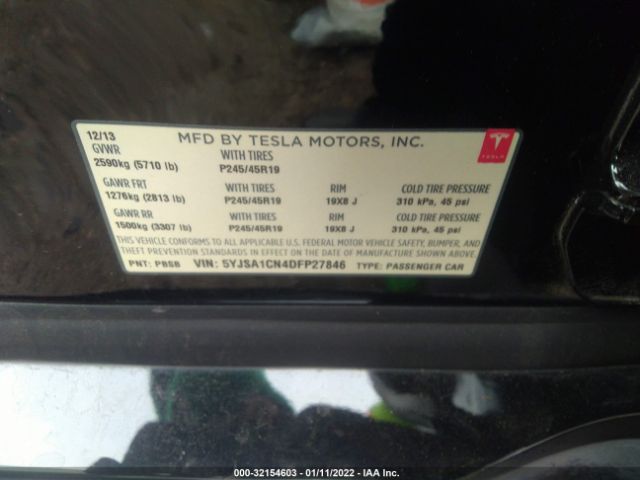 12/13 MFD BY TESLA MOTORS, INC.
GVWR WITH TIRES
2590kg (5710 lb) P245/45R19
TESLA
GAWR FRT WITH TIRES RIM COLD TIRE PRESSURE
1276kg (2813 lb) P245/45R19 19X8 J 310 kPa, 45 psi
GAWR RR WITH TIRES RIM COLD TIRE PRESSURE
1500kg (3307 lb) P245/45R19 19X8 J 310 kPa, 45 psi
THIS VEHICLE CONFORMS TO ALL APPLICABLE U.S. FEDERAL MOTOR VEHICLE SAFETY, BUMPER, AND
THEFT PREVENTION STANDARDS IN EFFECT ON THE DATE OF MANUFACTURE SHOWN ABOVE.
PNT: PBSB VIN: 5YJSA1CN4DFP27846 TYPE: PASSENGER CAR
000-32154603 - 01/11/2022 - IAA Inc.